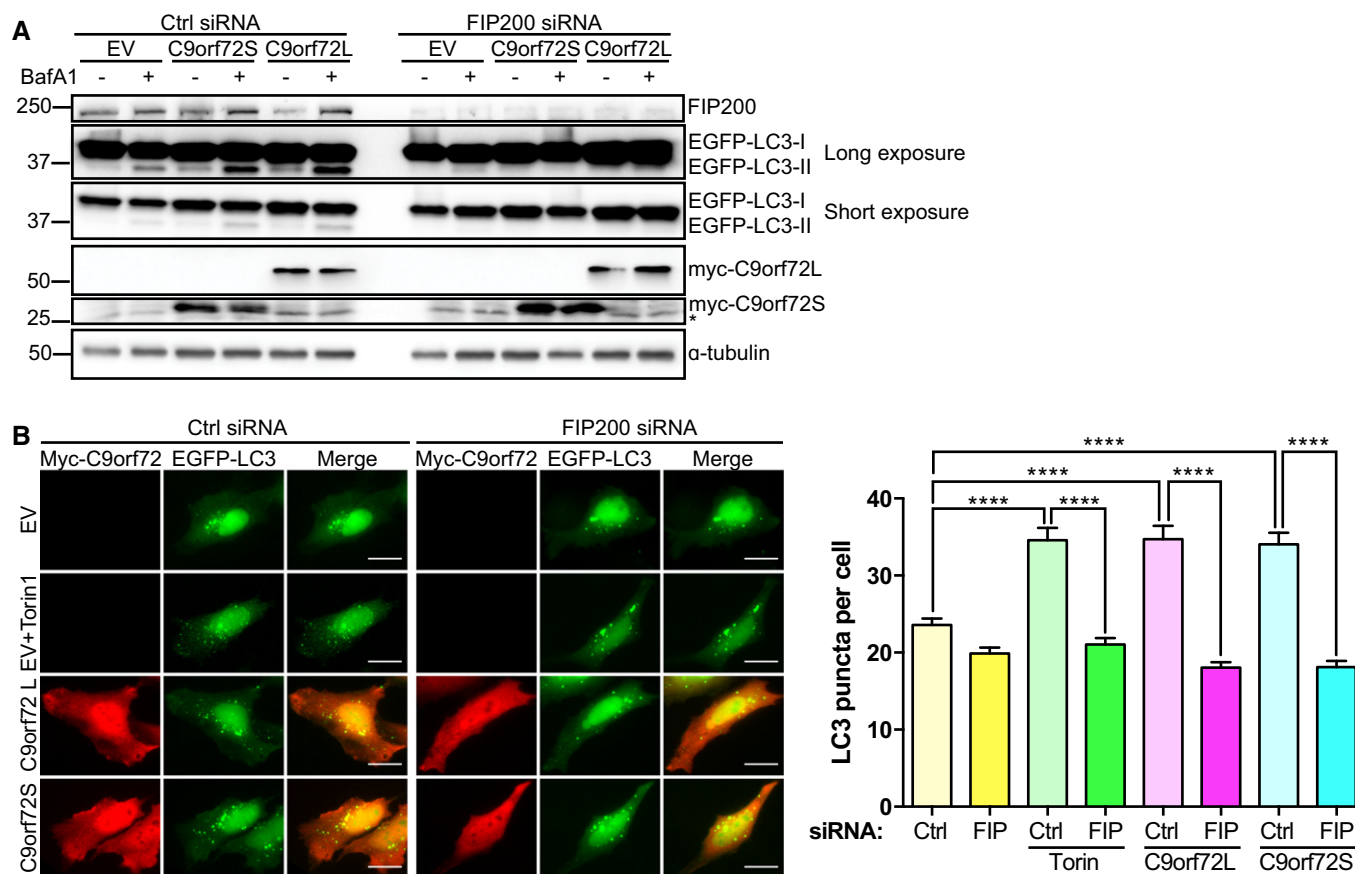 A
Ctrl siRNA FIP200 siRNA
EV C9orf72S C9orf72L EV C9orf72S C9orf72L
BafA1 - + - + - + - + - + - +
250 FIP200
EGFP-LC3-I
37 EGFP-LC3-II Long exposure
EGFP-LC3-I
37 EGFP-LC3-II Short exposure
50 myc-C9orf72L
25 myc-C9orf72S
*
50 α-tubulin
B
Ctrl siRNA FIP200 siRNA
Myc-C9orf72 EGFP-LC3 Merge Myc-C9orf72 EGFP-LC3 Merge
EV
EV+Torin1
C9orf72 L
C9orf72S
**** ****
**** ****
**** ****
LC3 puncta per cell
40
30
20
10
0
siRNA: Ctrl FIP Ctrl FIP Ctrl FIP Ctrl FIP
Torin C9orf72L C9orf72S